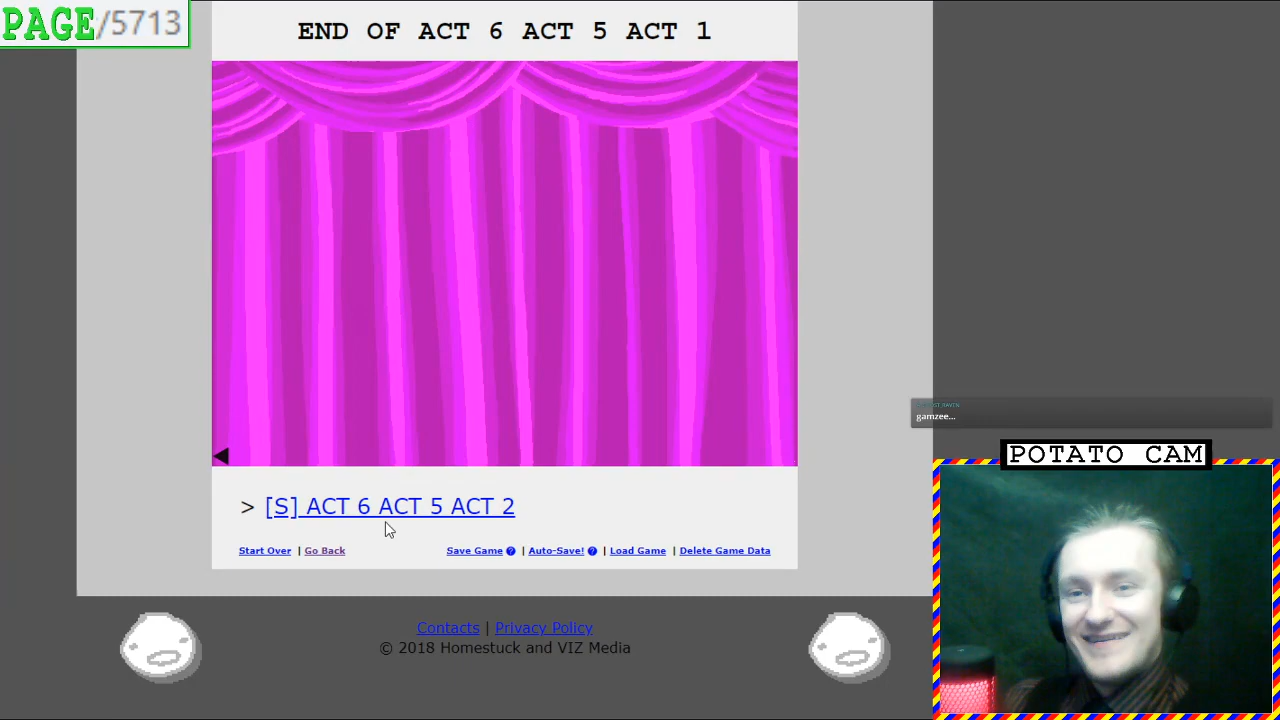 PAGE/5713
END OF ACT 6 ACT 5 ACT 1
> [S] ACT 6 ACT 5 ACT 2
Start Over | Go Back Save Game ? | Auto-Save! ? | Load Game | Delete Game Data
Contacts | Privacy Policy
© 2018 Homestuck and VIZ Media
gamzee...
POTATO CAM